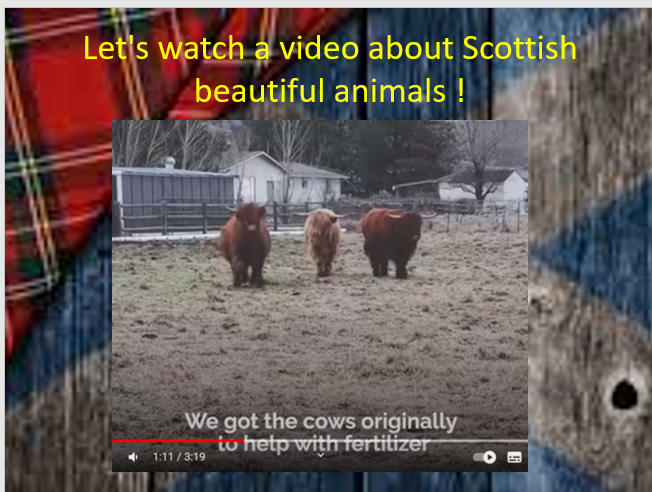 Let's watch a video about Scottish
beautiful animals !
We got the cows originally
to help with fertilizer
1:11 / 3:19